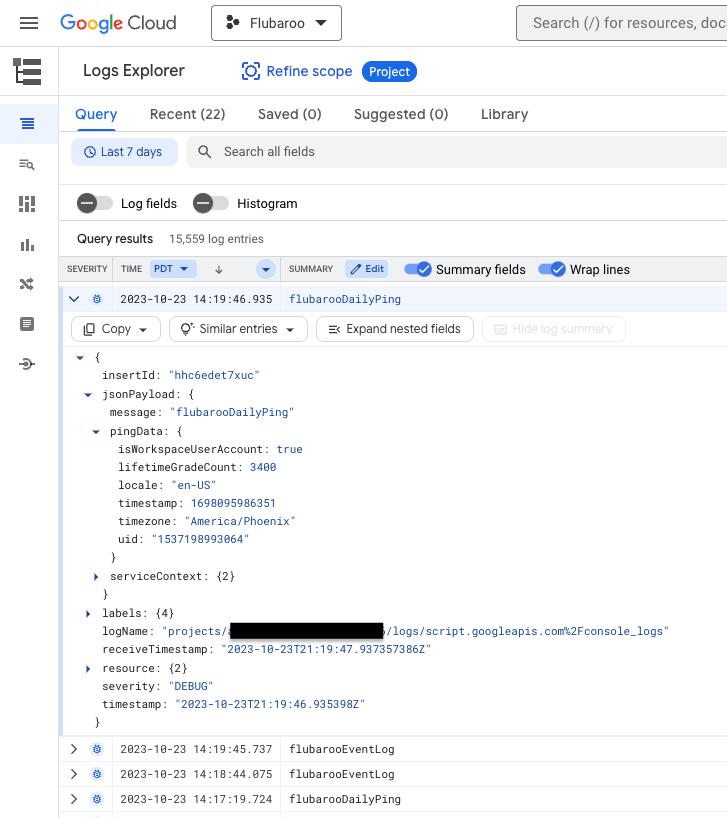 Google Cloud Flubaroo Search (/) for resources, doc
Logs Explorer Refine scope Project
Query Recent (22) Saved (0) Suggested (0) Library
Last 7 days Search all fields
Log fields Histogram
Query results 15,559 log entries
SEVERITY TIME PDT SUMMARY Edit Summary fields Wrap lines
2023-10-23 14:19:46.935 flubarooDailyPing
Copy Similar entries Expand nested fields Hide log summary
{
insertId: "hhc6edet7xuc"
jsonPayload: {
message: "flubarooDailyPing"
pingData: {
isWorkspaceUserAccount: true
lifetimeGradeCount: 3400
locale: "en-US"
timestamp: 1698095986351
timezone: "America/Phoenix"
uid: "1537198993064"
}
serviceContext: {2}
}
labels: {4}
logName: "projects/ /logs/script.googleapis.com%2Fconsole_logs"
receiveTimestamp: "2023-10-23T21:19:47.937357386Z"
resource: {2}
severity: "DEBUG"
timestamp: "2023-10-23T21:19:46.935398Z"
}
2023-10-23 14:19:45.737 flubarooEventLog
2023-10-23 14:18:44.075 flubarooEventLog
2023-10-23 14:17:19.724 flubarooDailyPing